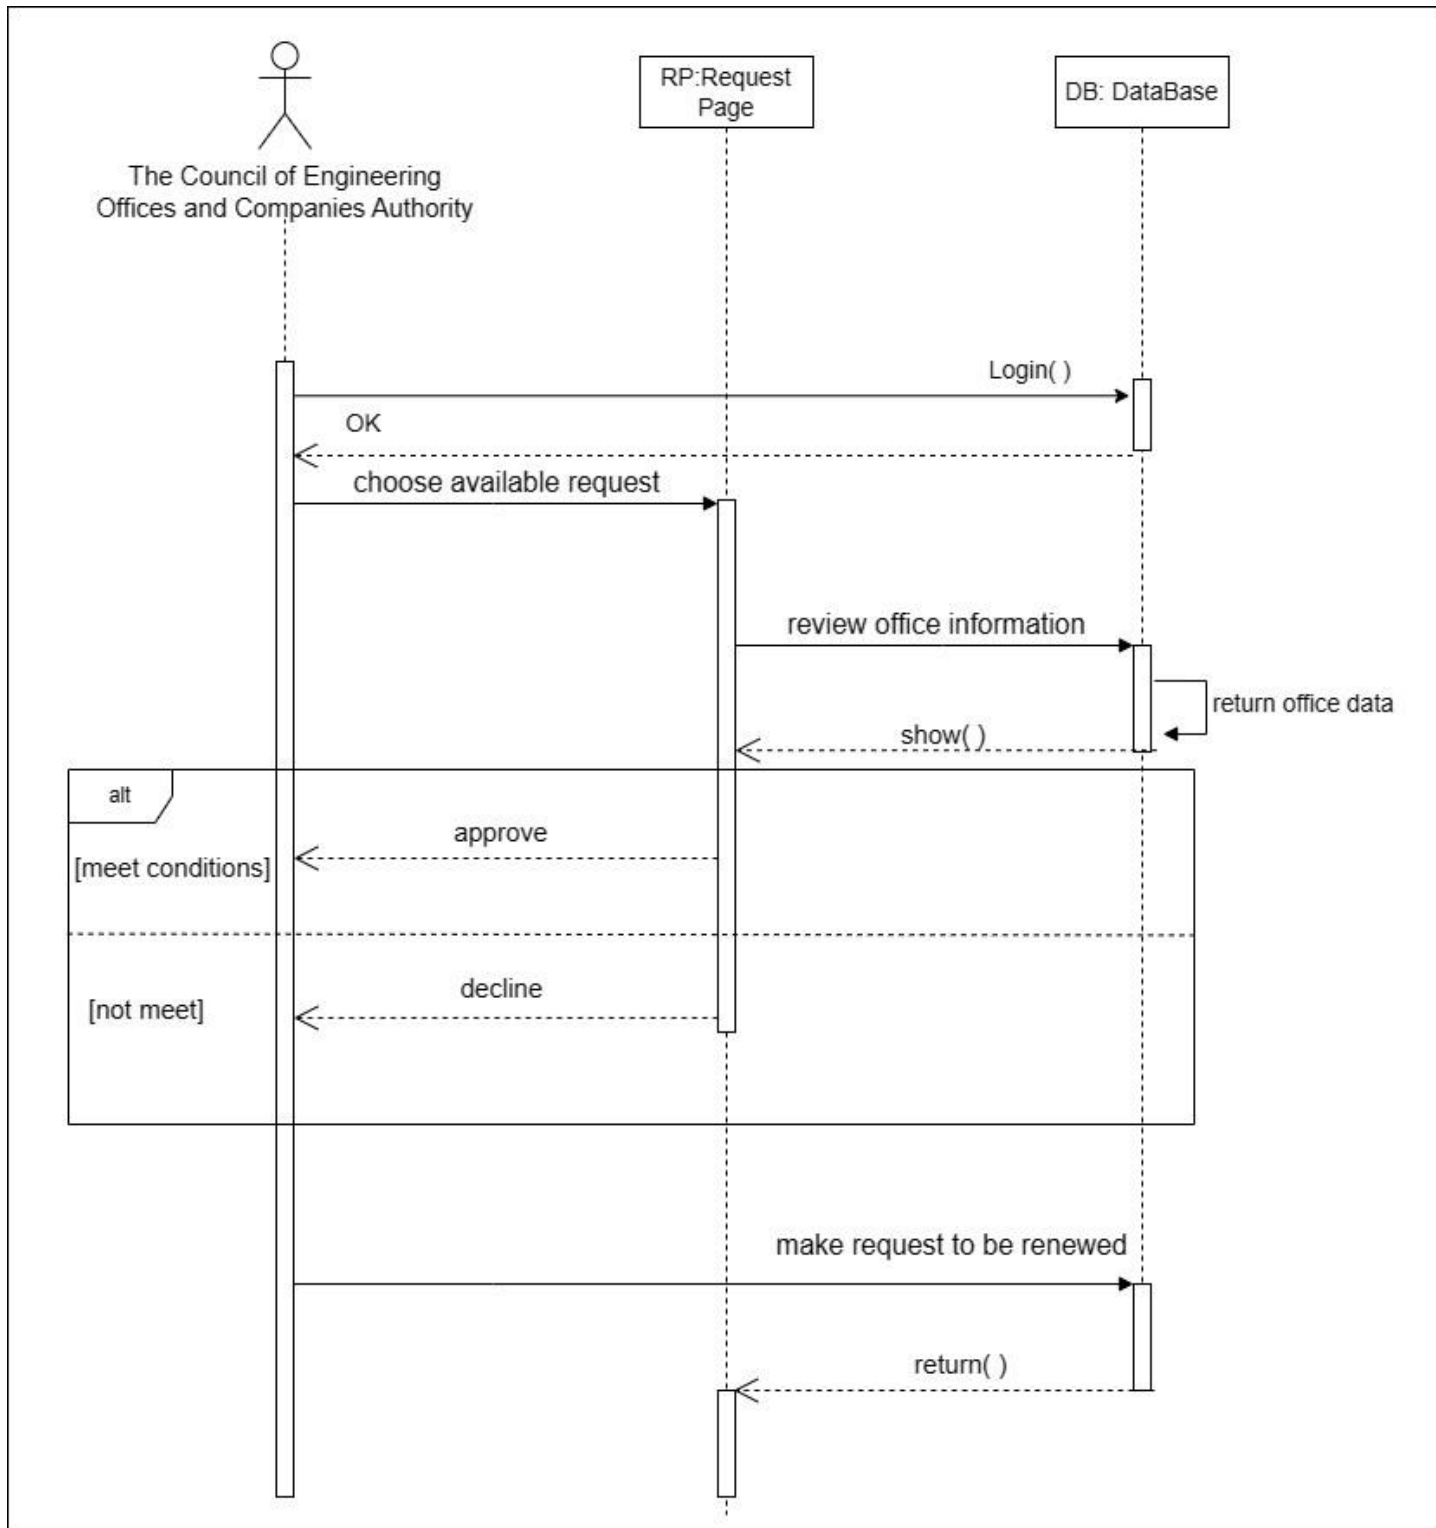 RP:Request
Page
DB: DataBase
The Council of Engineering
Offices and Companies Authority
Login( )
OK
choose available request
review office information
return office data
show( )
alt
approve
[meet conditions]
decline
[not meet]
make request to be renewed
return( )